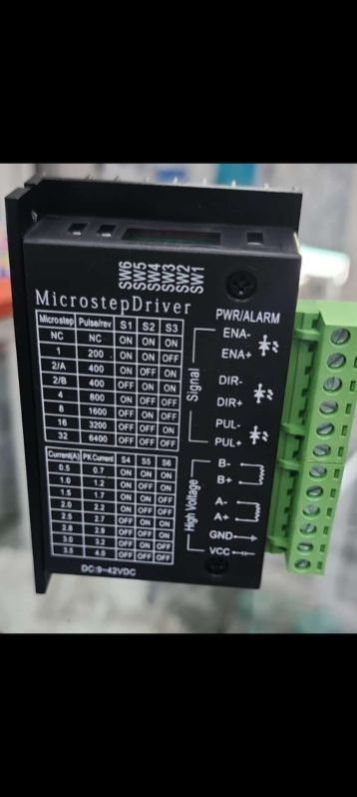 SW6
SW5
SW4
SW3
SW2
SW1
MicrostepDriver
PWR/ALARM
Microstep Pulse/rev S1 S2 S3
NC NC ON ON ON
1 200 ON ON OFF
2/A 400 ON OFF ON
2/B 400 OFF ON ON
4 800 ON OFF OFF
8 1600 OFF ON OFF
16 3200 OFF OFF ON
32 6400 OFF OFF OFF
Current(A) PK Current S4 S5 S6
0.5 0.7 ON ON ON
1.0 1.2 ON OFF ON
1.5 1.7 ON ON OFF
2.0 2.2 ON OFF OFF
2.5 2.7 OFF ON ON
2.8 2.9 OFF OFF ON
3.0 3.2 OFF ON OFF
3.5 4.0 OFF OFF OFF
DC:9~42VDC
Signal
ENA-
ENA+
DIR-
DIR+
PUL-
PUL+
High Voltage
B-
B+
A-
A+
GND
VCC